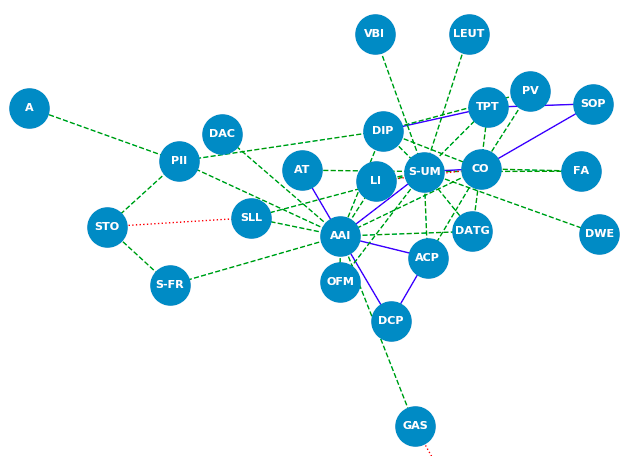 VBI
LEUT
PV
A
TPT
SOP
DAC
DIP
PII
AT
LI
S-UM
CO
FA
SLL
STO
AAI
DATG
DWE
ACP
S-FR
OFM
DCP
GAS